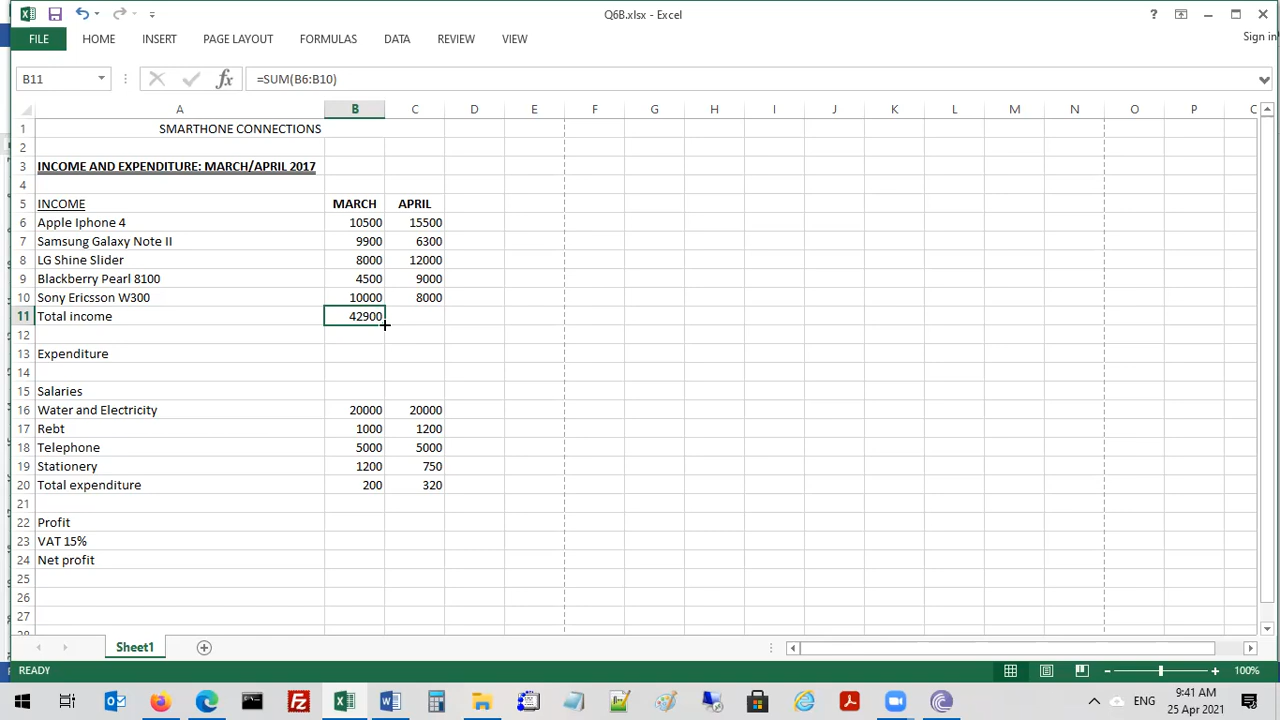 Q6B.xlsx - Excel
?
FILE HOME INSERT PAGE LAYOUT FORMULAS DATA REVIEW VIEW Sign in
B11 fx =SUM(B6:B10)
A B C D E F G H I J K L M N O P C
1 SMARTHONE CONNECTIONS
2
3 INCOME AND EXPENDITURE: MARCH/APRIL 2017
4
5 INCOME MARCH APRIL
6 Apple Iphone 4 10500 15500
7 Samsung Galaxy Note II 9900 6300
8 LG Shine Slider 8000 12000
9 Blackberry Pearl 8100 4500 9000
10 Sony Ericsson W300 10000 8000
11 Total income 42900
12
13 Expenditure
14
15 Salaries
16 Water and Electricity 20000 20000
17 Rebt 1000 1200
18 Telephone 5000 5000
19 Stationery 1200 750
20 Total expenditure 200 320
21
22 Profit
23 VAT 15%
24 Net profit
25
26
27
28
Sheet1
READY 100%
ENG 9:41 AM
25 Apr 2021